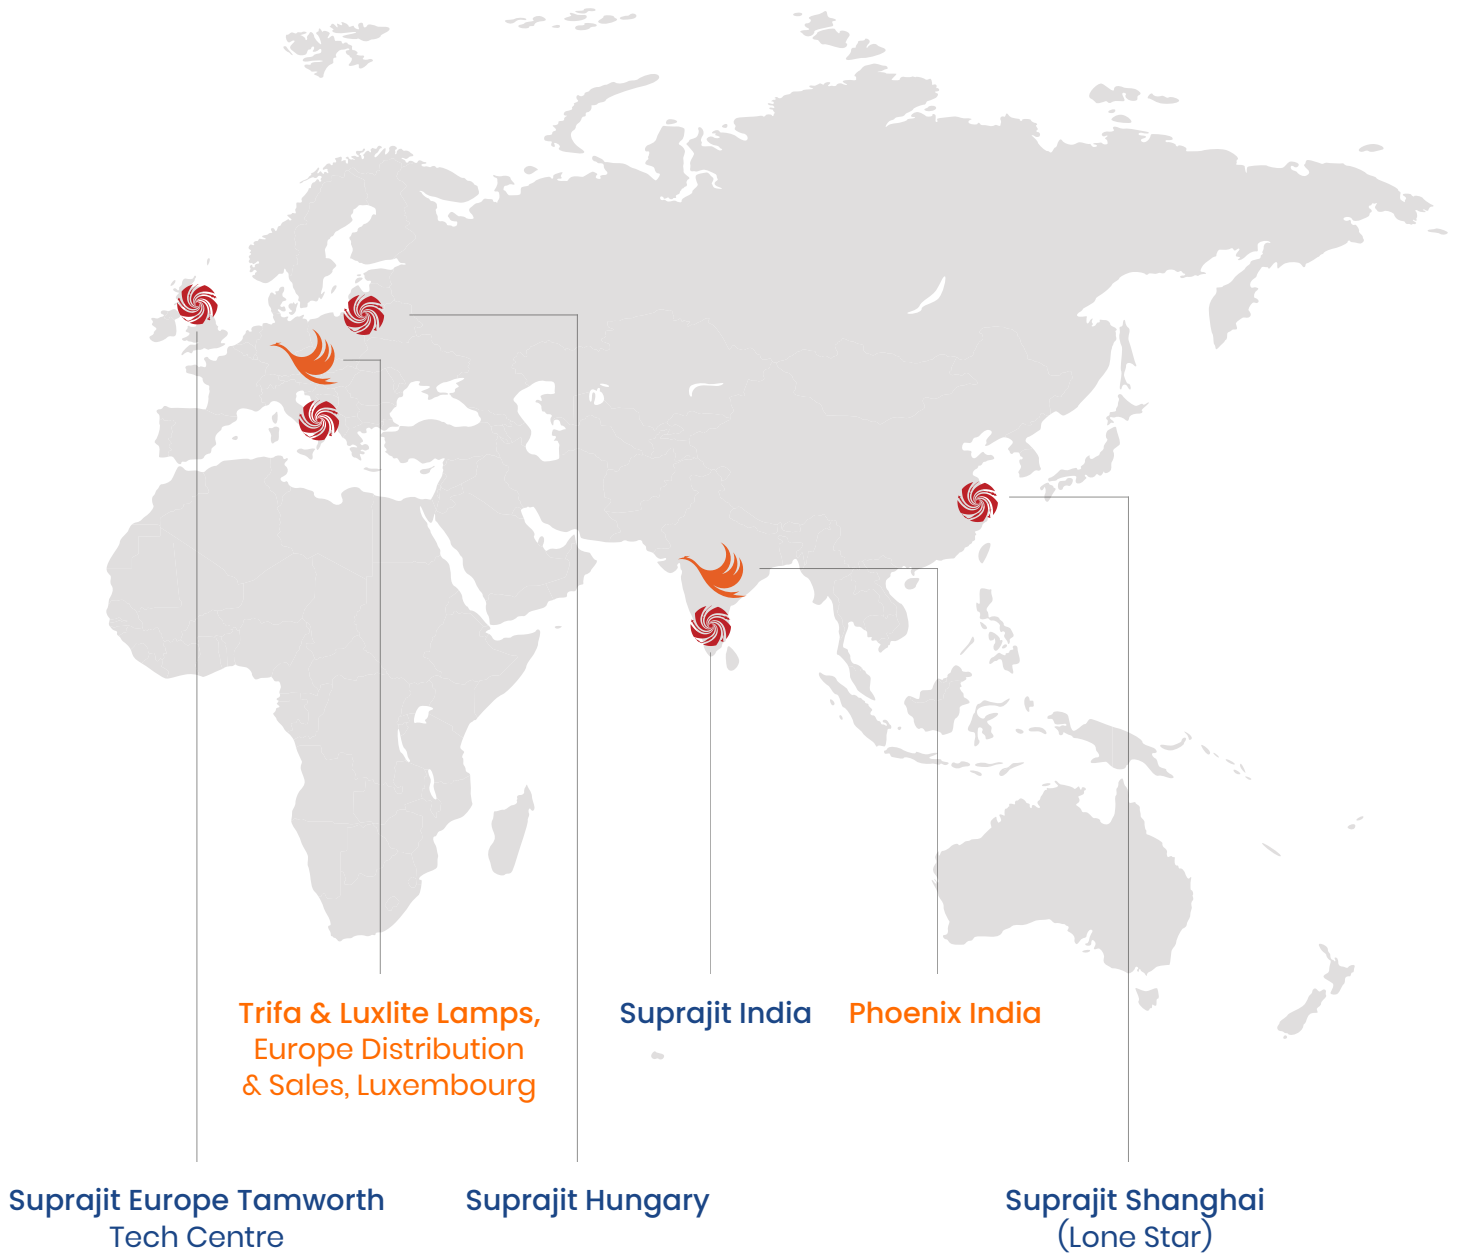 Trifa & Luxlite Lamps,
Europe Distribution
& Sales, Luxembourg
Suprajit India
Phoenix India
Suprajit Europe Tamworth
Tech Centre
Suprajit Hungary
Suprajit Shanghai
(Lone Star)